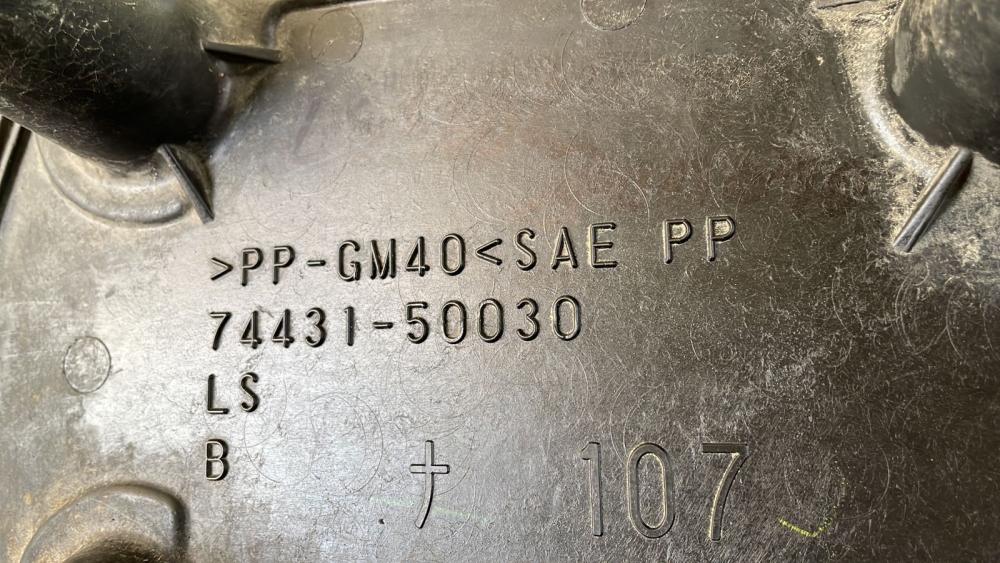 >PP-GM40<SAE PP
74431-50030
LS
B ナ 107